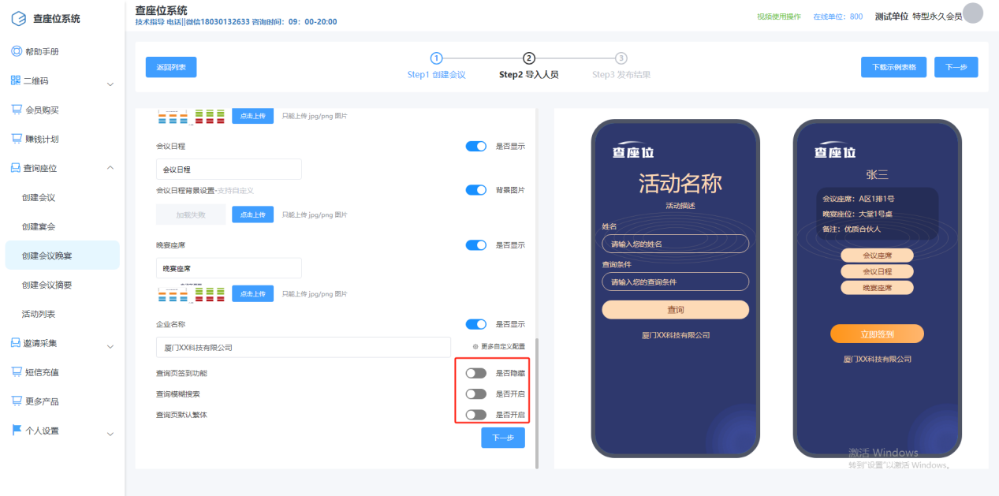 查座位系统
帮助手册
二维码
会员购买
赚钱计划
查询座位
创建会议
创建宴会
创建会议晚宴
创建会议摘要
活动列表
邀请采集
短信充值
更多产品
个人设置
查座位系统
技术指导 电话||微信18030132633 咨询时间：09：00-20:00
视频使用操作
在线单位：800
测试单位 特型永久会员
返回列表
1
Step1 创建会议
2
Step2 导入人员
3
Step3 发布结果
下载示例表格
下一步
点击上传
只能上传 jpg/png 图片
会议日程
是否显示
会议日程
会议日程背景设置-支持自定义
背景图片
加载失败
点击上传
只能上传 jpg/png 图片
晚宴座席
是否显示
晚宴座席
点击上传
只能上传 jpg/png 图片
企业名称
是否显示
厦门XX科技有限公司
更多自定义配置
查询页签到功能
是否隐藏
查询模糊搜索
是否开启
查询页默认繁体
是否开启
下一步
查座位
活动名称
活动描述
姓名
请输入您的姓名
查询条件
请输入您的查询条件
查询
厦门XX科技有限公司
查座位
张三
会议座席：A区1排1号
晚宴座位：大堂1号桌
备注：优质合伙人
会议座席
会议日程
晚宴座席
立即签到
厦门XX科技有限公司
激活 Windows
转到"设置"以激活 Windows。